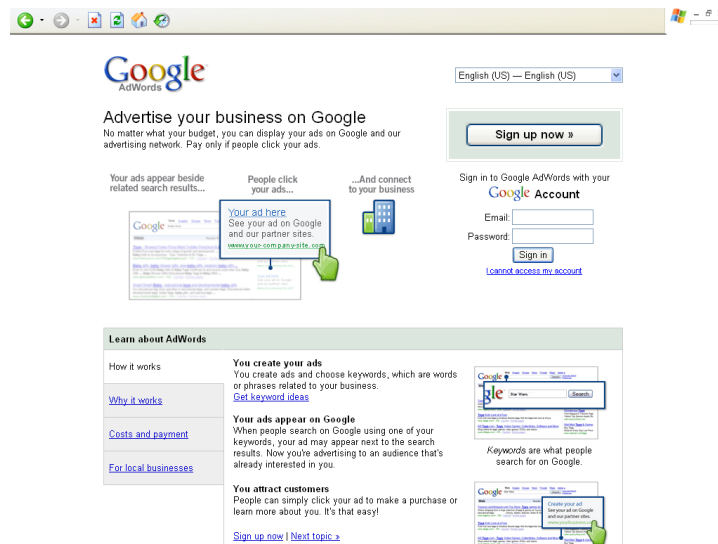 Google
AdWords
English (US) — English (US)
Advertise your business on Google
No matter what your budget, you can display your ads on Google and our
advertising network. Pay only if people click your ads.
Sign up now »
Your ads appear beside
related search results...
People click
your ads...
...And connect
to your business
Google
Your ad here
See your ad on Google
and our partner sites.
www.your-company-site.com
Sign in to Google AdWords with your
Google Account
Email:
Password:
Sign in
I cannot access my account
Learn about AdWords
How it works
Why it works
Costs and payment
For local businesses
You create your ads
You create ads and choose keywords, which are words
or phrases related to your business.
Get keyword ideas
Your ads appear on Google
When people search on Google using one of your
keywords, your ad may appear next to the search
results. Now you're advertising to an audience that's
already interested in you.
You attract customers
People can simply click your ad to make a purchase or
learn more about you. It's that easy!
Sign up now | Next topic »
Google
gle
Star Wars
Search
Keywords are what people
search for on Google.
Google
Create your ad
See your ad on Google
and our partner sites.